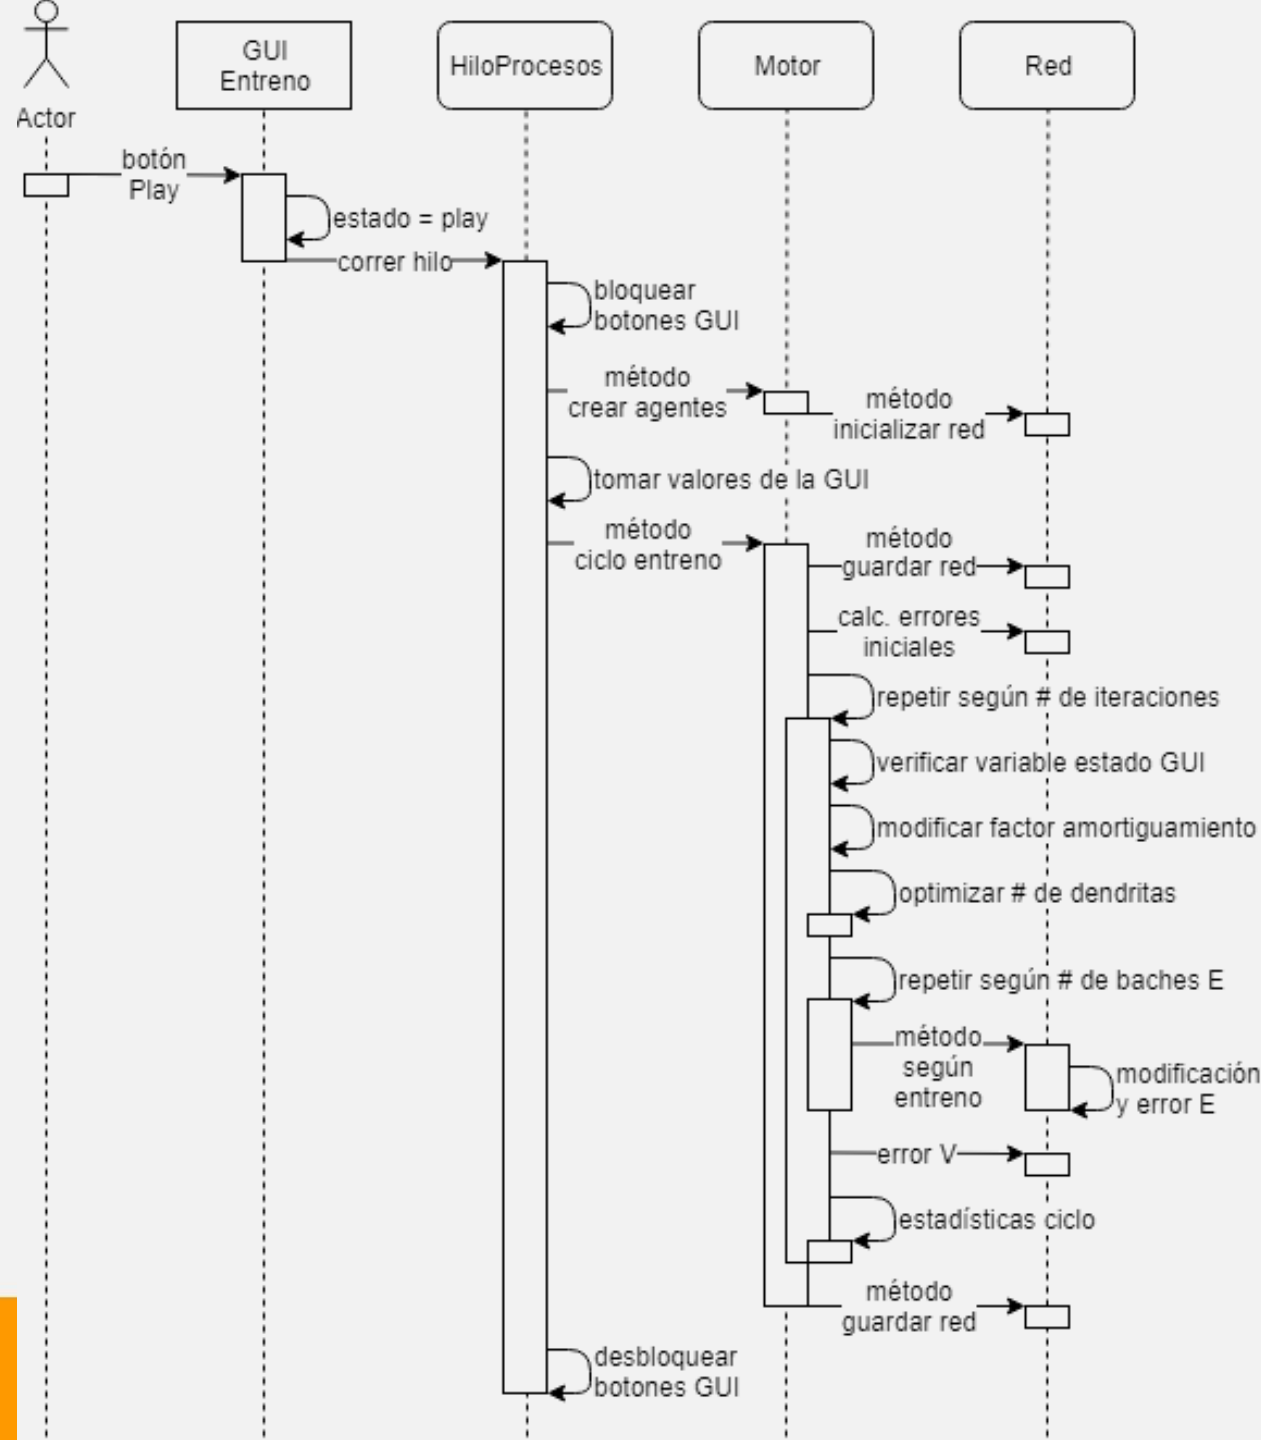 Actor
GUI
Entreno
HiloProcesos
Motor
Red
botón
Play
estado = play
correr hilo
bloquear
botones GUI
método
crear agentes
método
inicializar red
tomar valores de la GUI
método
ciclo entreno
método
guardar red
calc. errores
iniciales
repetir según # de iteraciones
verificar variable estado GUI
modificar factor amortiguamiento
optimizar # de dendritas
repetir según # de baches E
método
según
entreno
modificación
y error E
error V
estadísticas ciclo
método
guardar red
desbloquear
botones GUI